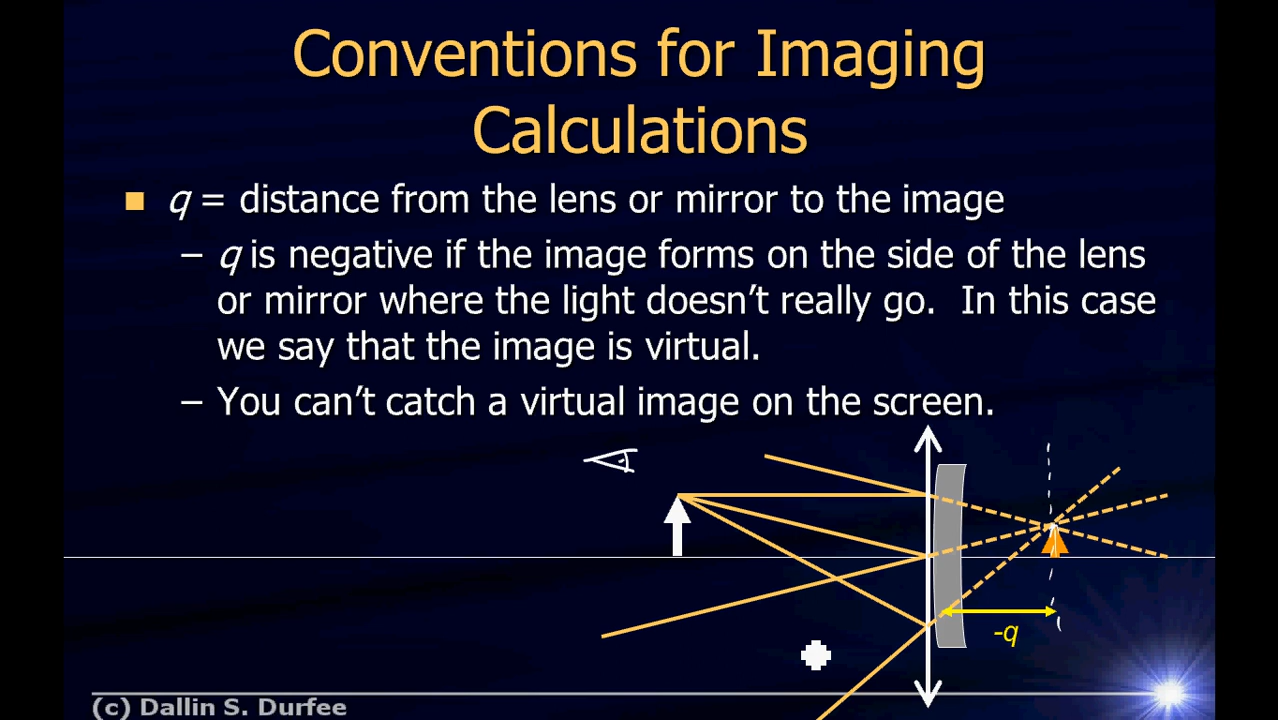 Conventions for Imaging
Calculations
q = distance from the lens or mirror to the image
– q is negative if the image forms on the side of the lens
or mirror where the light doesn’t really go.  In this case
we say that the image is virtual.
– You can’t catch a virtual image on the screen.
-q
(c) Dallin S. Durfee